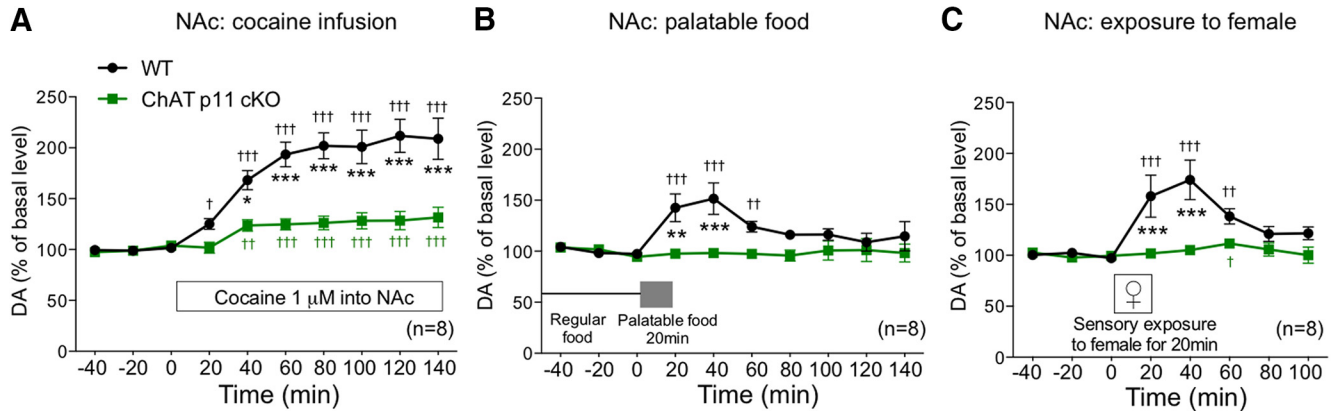 A
NAc: cocaine infusion
WT
ChAT p11 cKO
DA (% of basal level)
250
200
150
100
50
0
†
†††
†††
†††
†††
†††
†††
*
***
***
***
***
***
††
†††
†††
†††
†††
†††
Cocaine 1 μM into NAc
(n=8)
-40 -20 0 20 40 60 80 100 120 140
Time (min)
B
NAc: palatable food
DA (% of basal level)
250
200
150
100
50
0
†††
†††
††
**
***
Regular
food
Palatable food
20min
(n=8)
-40 -20 0 20 40 60 80 100 120 140
Time (min)
C
NAc: exposure to female
DA (% of basal level)
250
200
150
100
50
0
†††
†††
††
***
***
†
♀
Sensory exposure
to female for 20min
(n=8)
-40 -20 0 20 40 60 80 100
Time (min)